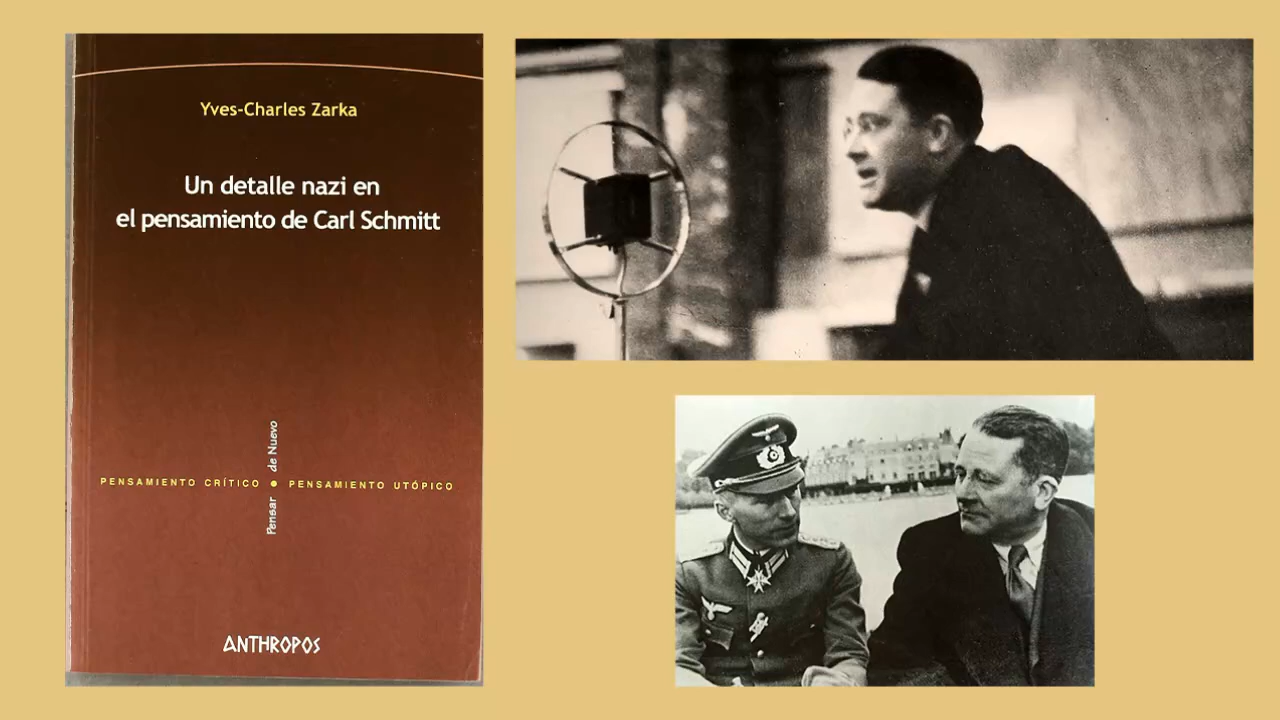 Yves-Charles Zarka
Un detalle nazi en
el pensamiento de Carl Schmitt
Pensar de Nuevo
PENSAMIENTO CRÍTICO • PENSAMIENTO UTÓPICO
ANTHROPOS